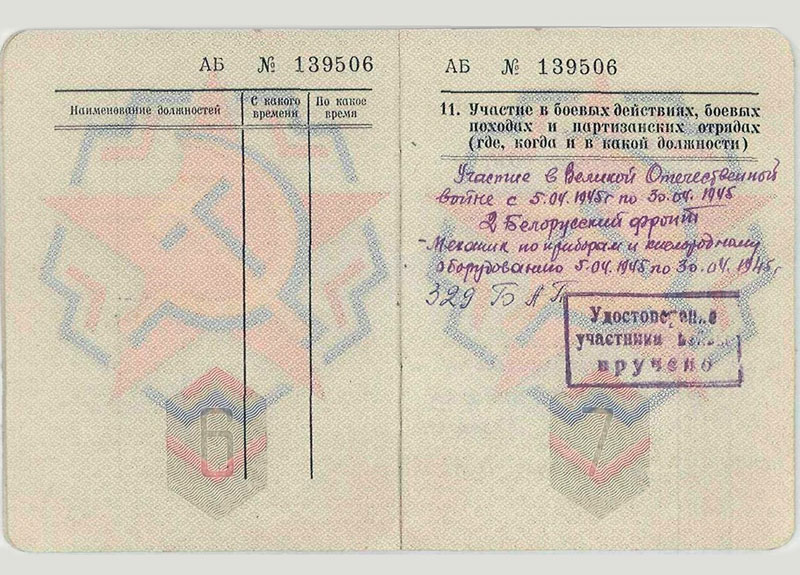 АБ № 139506
Наименование должностей
С какого времени
По какое время
6
АБ № 139506
11. Участие в боевых действиях, боевых
походах и партизанских отрядах
(где, когда и в какой должности)
Участие в Великой Отечественной
войне с 5.04.1945г по 30.04.1945
2 Белорусский фронт
- Механик по приборам и кислородному
оборудованию 5.04.1945 по 30.04.1945г
329 БАП
Удостоверение
участника
вручено
7